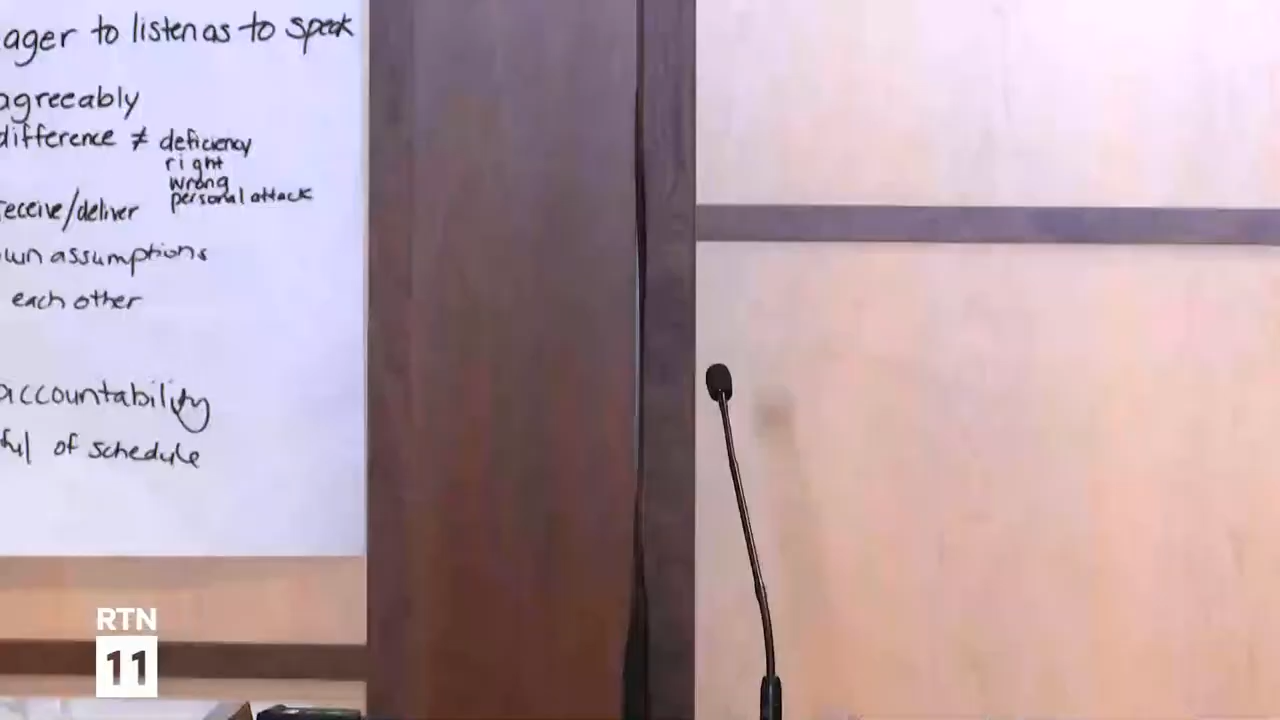 ager to listen as to speak
agreeably
difference ≠ deficiency
right
wrong
personal attack
receive/deliver
own assumptions
each other
accountability
ful of schedule
RTN
11